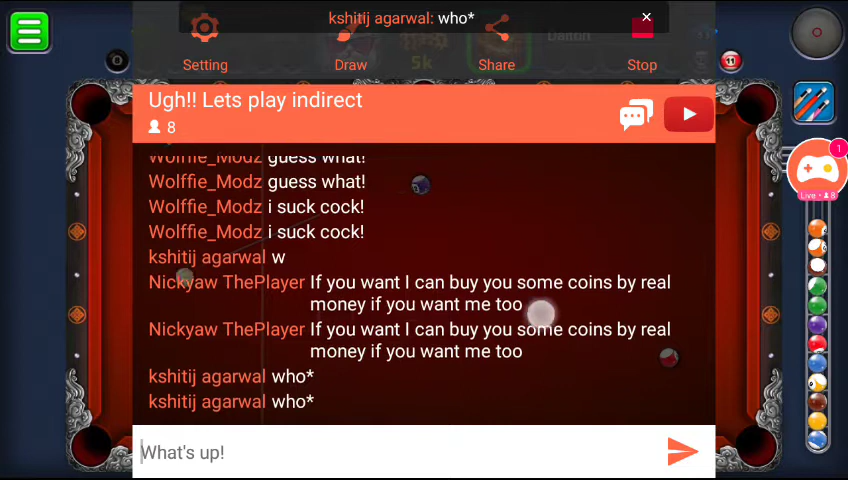 kshitij agarwal: who*
Setting
Draw
Share
Stop
5k
Dalton
Ugh!! Lets play indirect
8
Wolffie_Modz guess what!
Wolffie_Modz guess what!
Wolffie_Modz i suck cock!
Wolffie_Modz i suck cock!
kshitij agarwal w
Nickyaw ThePlayer If you want I can buy you some coins by real
money if you want me too
Nickyaw ThePlayer If you want I can buy you some coins by real
money if you want me too
kshitij agarwal who*
kshitij agarwal who*
What's up!
1
Live • 8